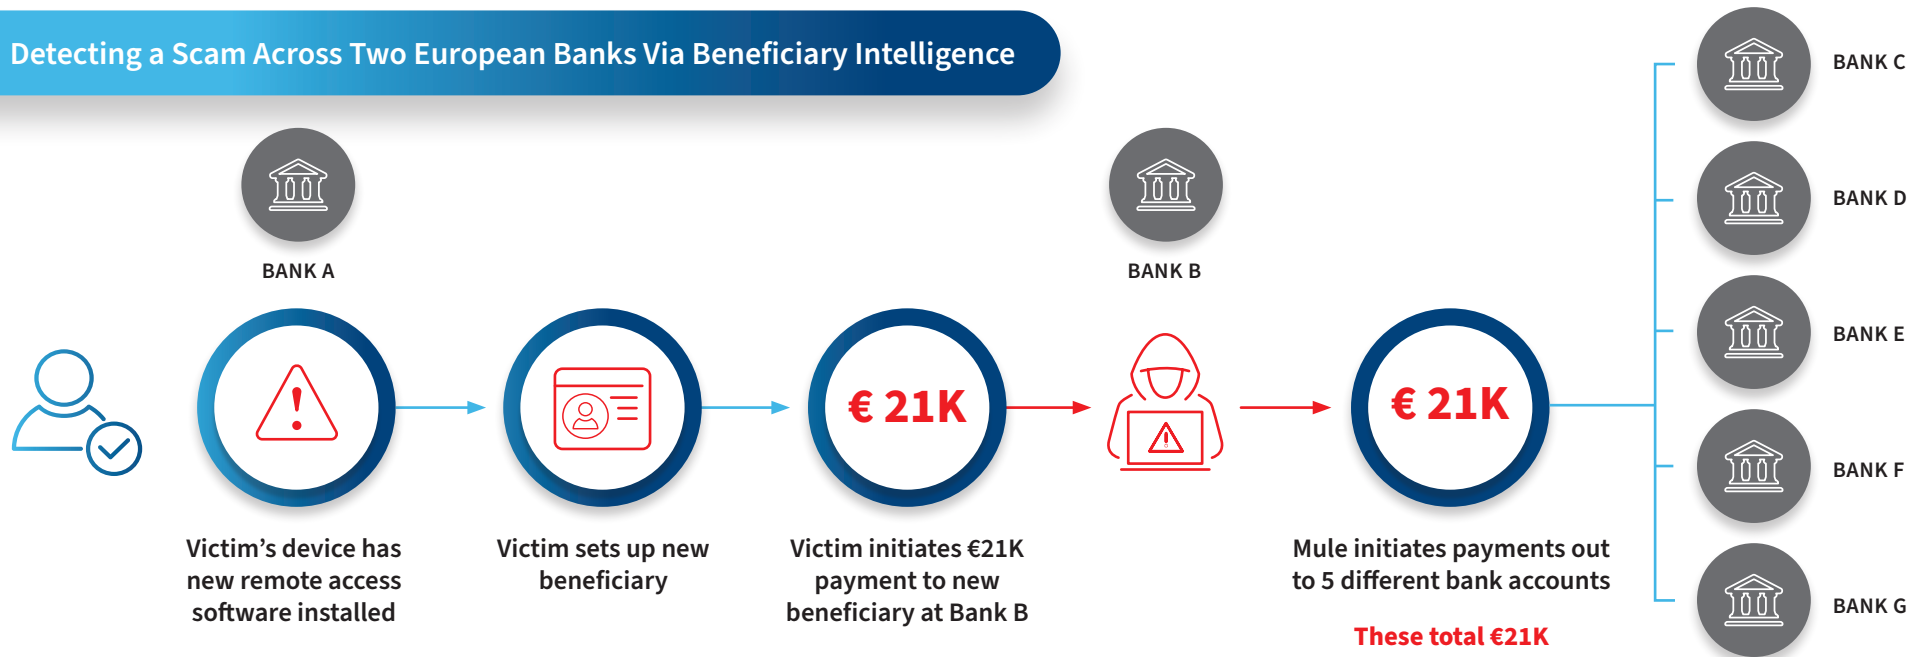 Detecting a Scam Across Two European Banks Via Beneficiary Intelligence
BANK A
BANK B
BANK C
BANK D
BANK E
BANK F
BANK G
€ 21K
€ 21K
Victim’s device has
new remote access
software installed
Victim sets up new
beneficiary
Victim initiates €21K
payment to new
beneficiary at Bank B
Mule initiates payments out
to 5 different bank accounts
These total €21K